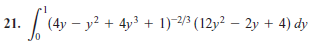 21. ∫₀¹ (4y − y² + 4y³ + 1)^(−2/3) (12y² − 2y + 4) dy